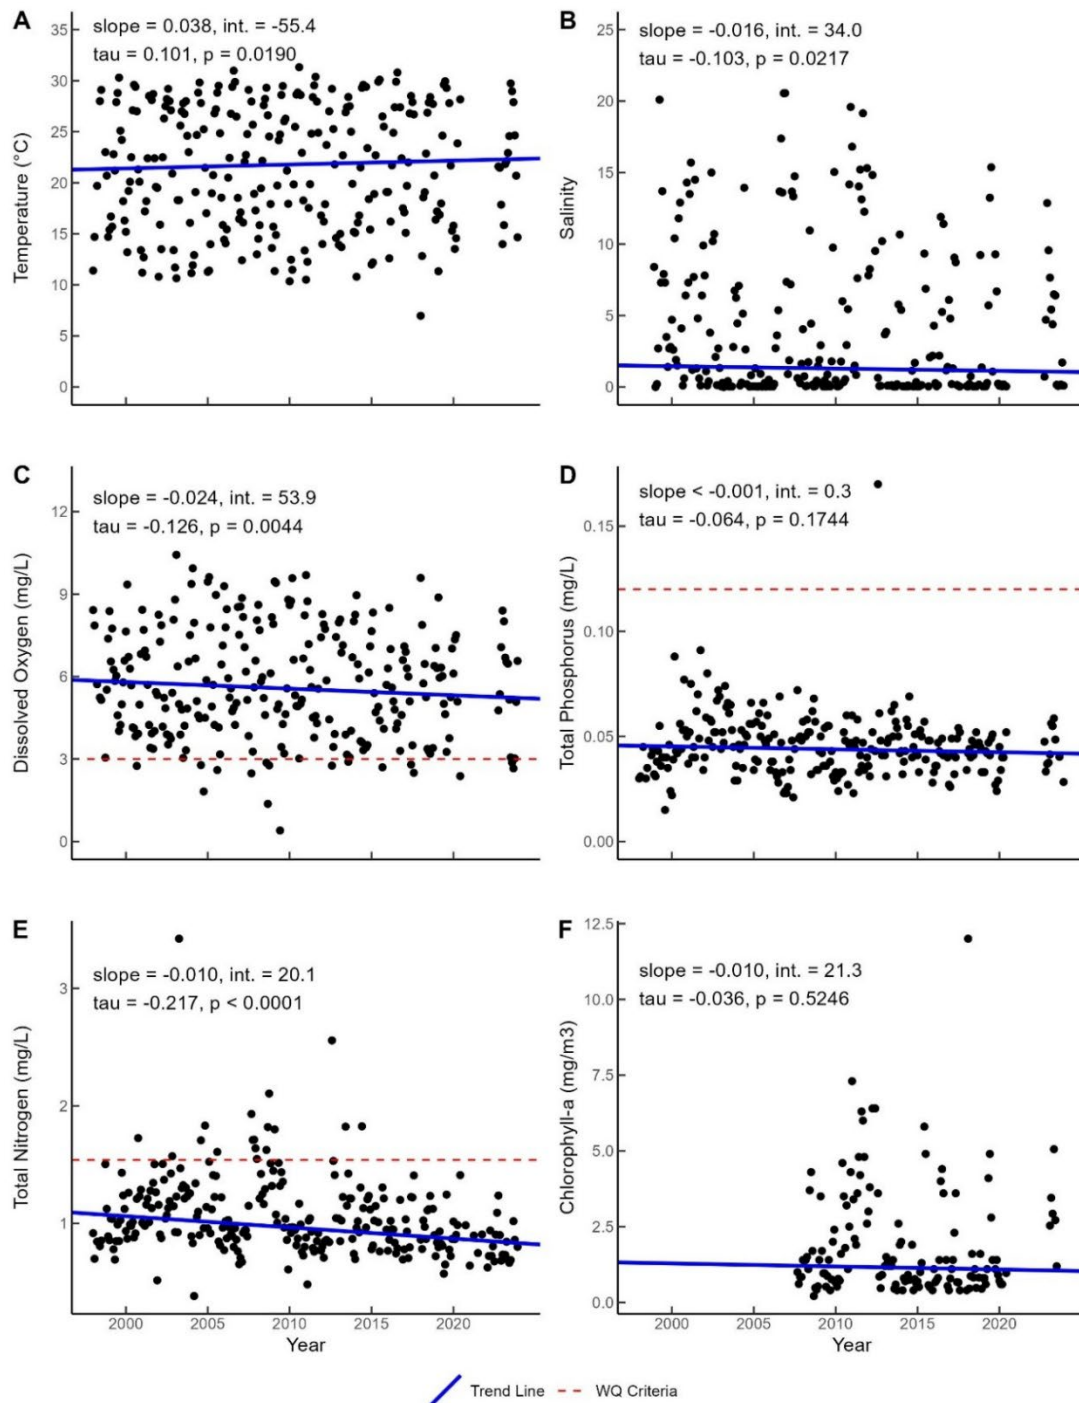 A
slope = 0.038, int. = -55.4
tau = 0.101, p = 0.0190
Temperature (°C)
35
30
25
20
15
10
5
0
B
slope = -0.016, int. = 34.0
tau = -0.103, p = 0.0217
Salinity
25
20
15
10
5
0
C
slope = -0.024, int. = 53.9
tau = -0.126, p = 0.0044
Dissolved Oxygen (mg/L)
12
9
6
3
0
D
slope < -0.001, int. = 0.3
tau = -0.064, p = 0.1744
Total Phosphorus (mg/L)
0.15
0.10
0.05
0.00
E
slope = -0.010, int. = 20.1
tau = -0.217, p < 0.0001
Total Nitrogen (mg/L)
3
2
1
2000 2005 2010 2015 2020
Year
F
slope = -0.010, int. = 21.3
tau = -0.036, p = 0.5246
Chlorophyll-a (mg/m3)
12.5
10.0
7.5
5.0
2.5
0.0
2000 2005 2010 2015 2020
Year
Trend Line WQ Criteria